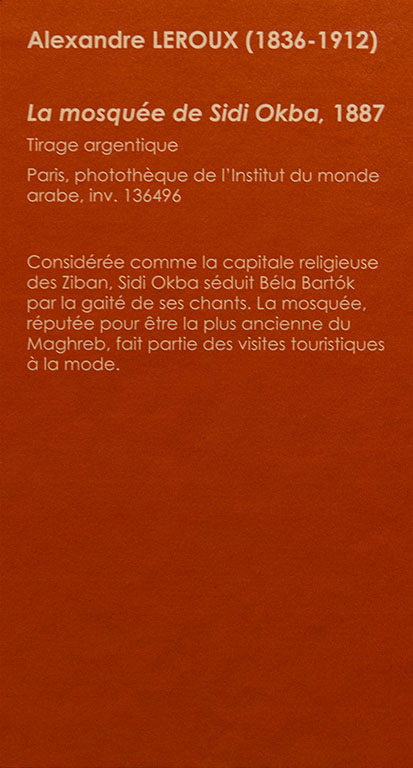 Alexandre LEROUX (1836-1912)
La mosquée de Sidi Okba, 1887
Tirage argentique
Paris, photothèque de l'Institut du monde
arabe, inv. 136496
Considérée comme la capitale religieuse
des Ziban, Sidi Okba séduit Béla Bartók
par la gaité de ses chants. La mosquée,
réputée pour être la plus ancienne du
Maghreb, fait partie des visites touristiques
à la mode.